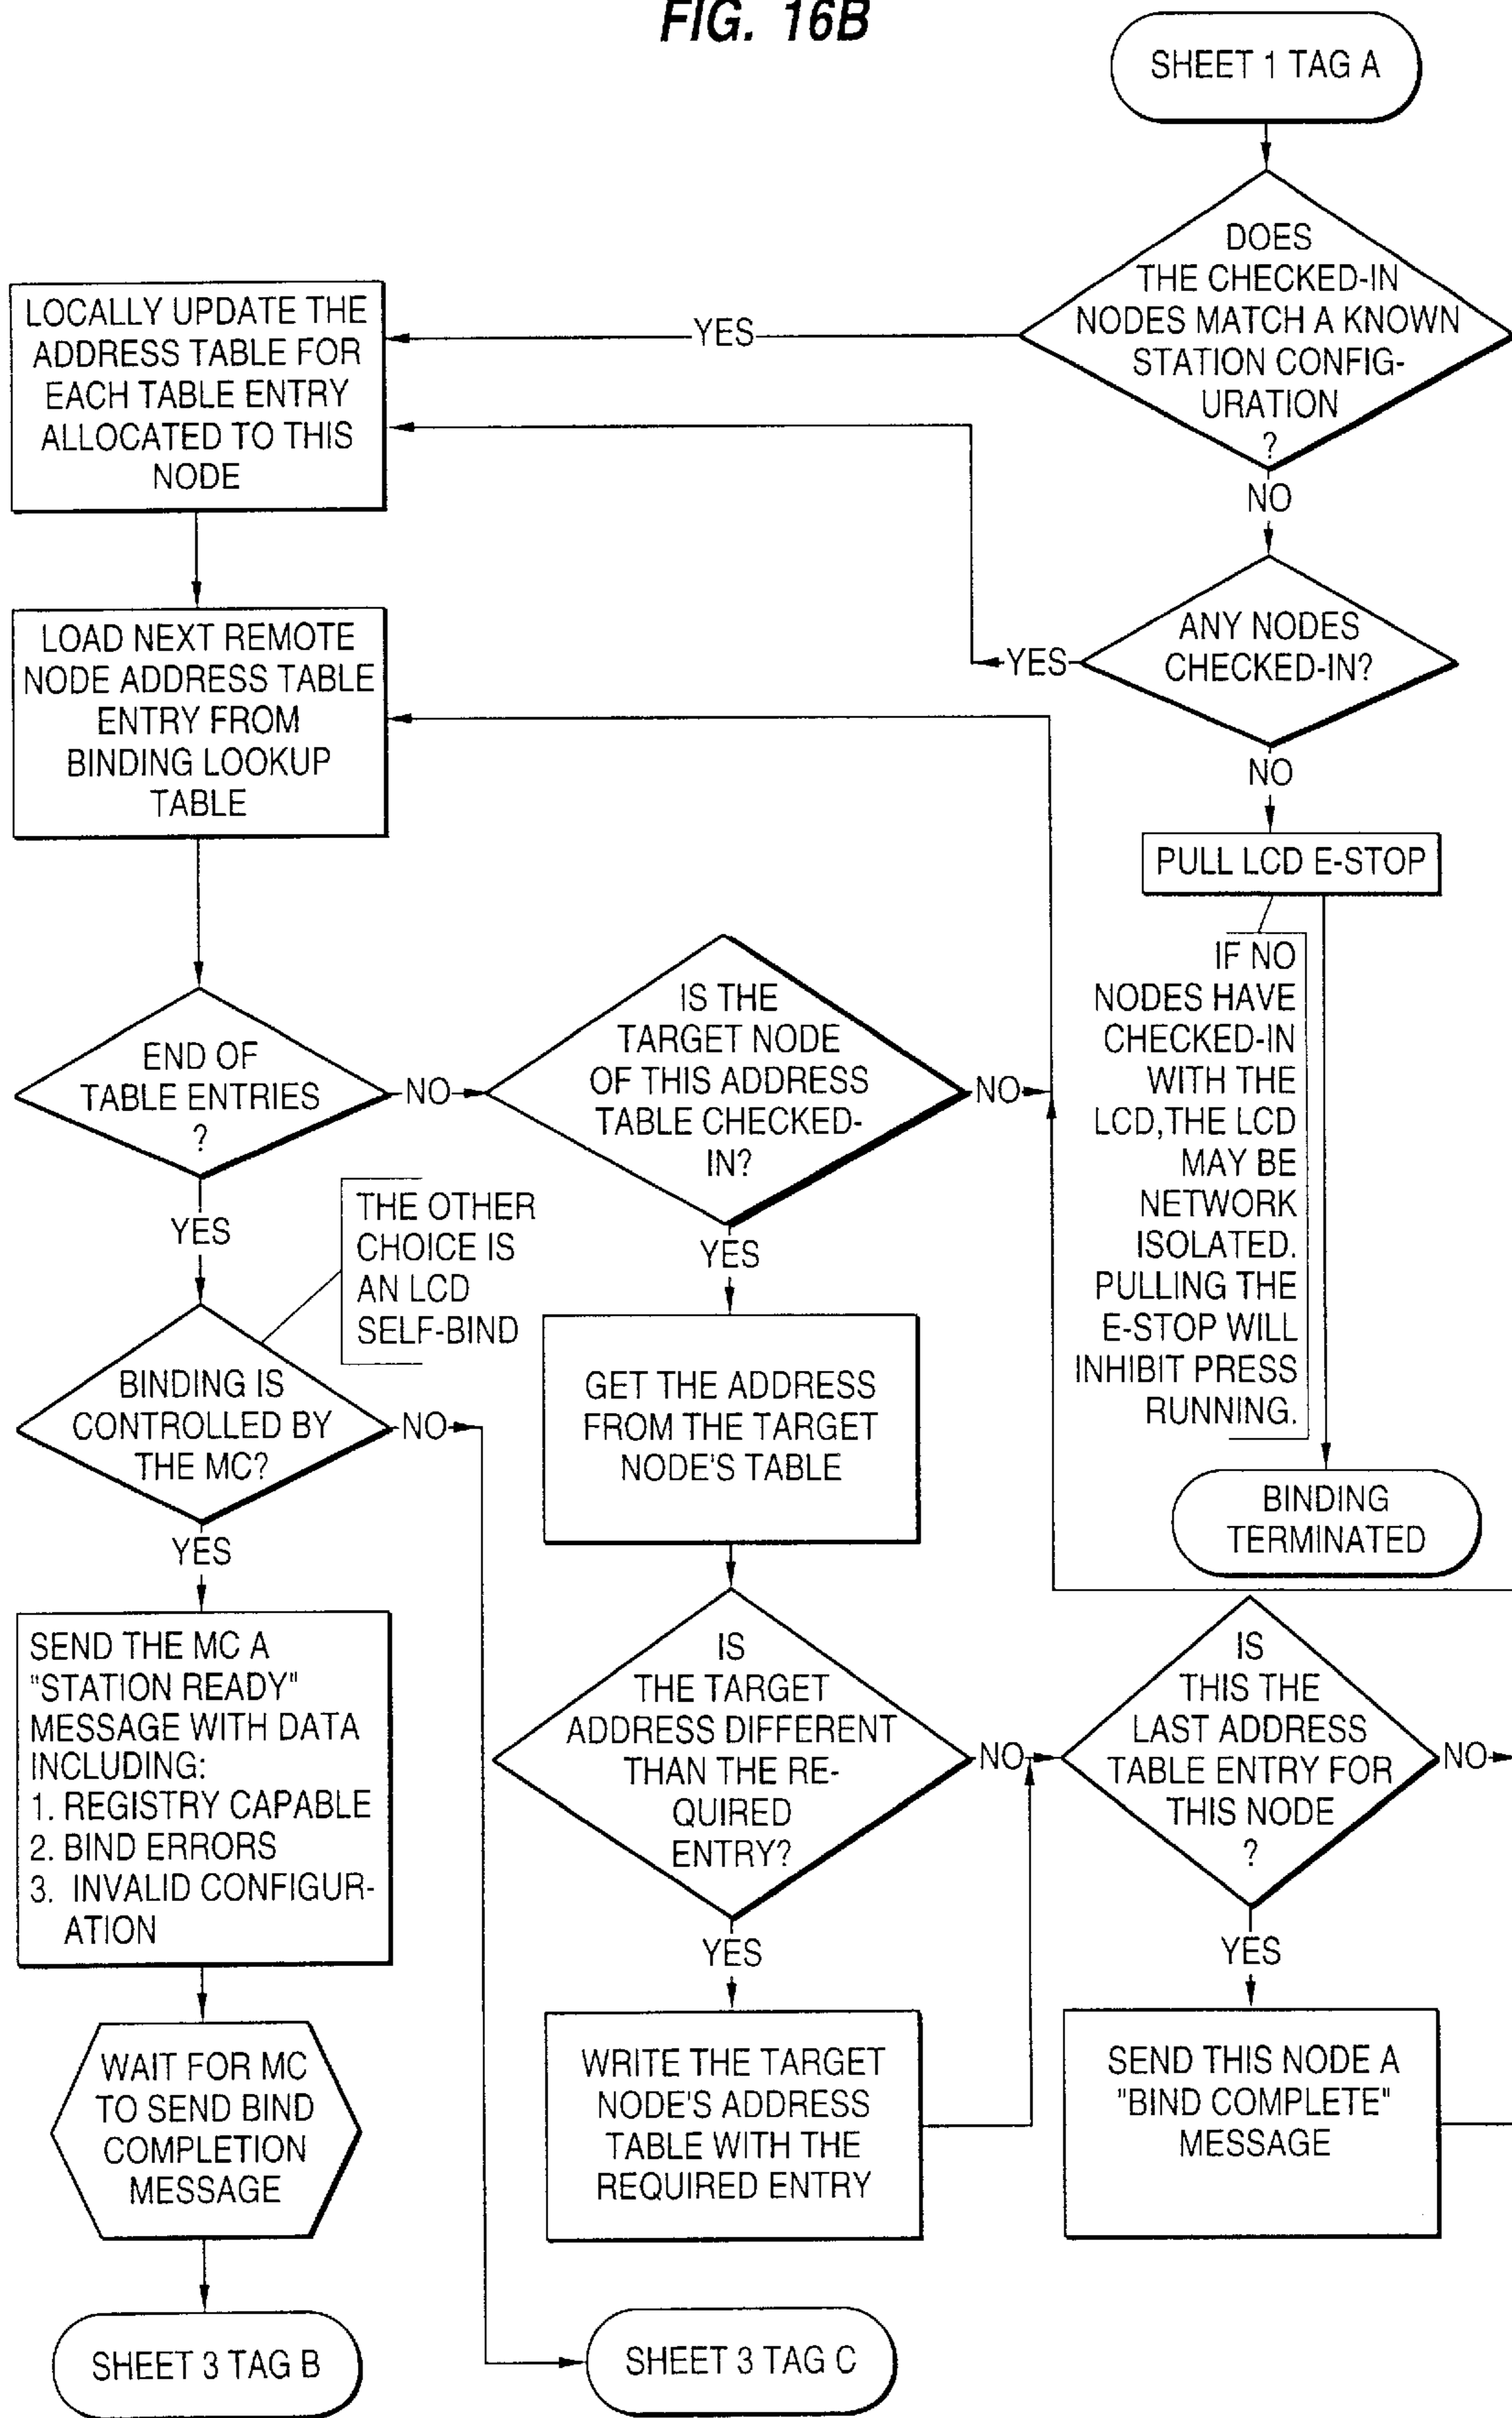 FIG. 16B
SHEET 1 TAG A
DOES
THE CHECKED-IN
NODES MATCH A KNOWN
STATION CONFIG-
URATION
?
YES
NO
LOCALLY UPDATE THE
ADDRESS TABLE FOR
EACH TABLE ENTRY
ALLOCATED TO THIS
NODE
ANY NODES
CHECKED-IN?
YES
NO
LOAD NEXT REMOTE
NODE ADDRESS TABLE
ENTRY FROM
BINDING LOOKUP
TABLE
PULL LCD E-STOP
IF NO
NODES HAVE
CHECKED-IN
WITH THE
LCD,THE LCD
MAY BE
NETWORK
ISOLATED.
PULLING THE
E-STOP WILL
INHIBIT PRESS
RUNNING.
BINDING
TERMINATED
END OF
TABLE ENTRIES
?
NO
YES
IS THE
TARGET NODE
OF THIS ADDRESS
TABLE CHECKED-
IN?
NO
YES
THE OTHER
CHOICE IS
AN LCD
SELF-BIND
BINDING IS
CONTROLLED BY
THE MC?
NO
YES
GET THE ADDRESS
FROM THE TARGET
NODE'S TABLE
SEND THE MC A
"STATION READY"
MESSAGE WITH DATA
INCLUDING:
1. REGISTRY CAPABLE
2. BIND ERRORS
3. INVALID CONFIGUR-
ATION
IS
THE TARGET
ADDRESS DIFFERENT
THAN THE RE-
QUIRED
ENTRY?
NO
YES
IS
THIS THE
LAST ADDRESS
TABLE ENTRY FOR
THIS NODE
?
NO
YES
WAIT FOR MC
TO SEND BIND
COMPLETION
MESSAGE
WRITE THE TARGET
NODE'S ADDRESS
TABLE WITH THE
REQUIRED ENTRY
SEND THIS NODE A
"BIND COMPLETE"
MESSAGE
SHEET 3 TAG B
SHEET 3 TAG C